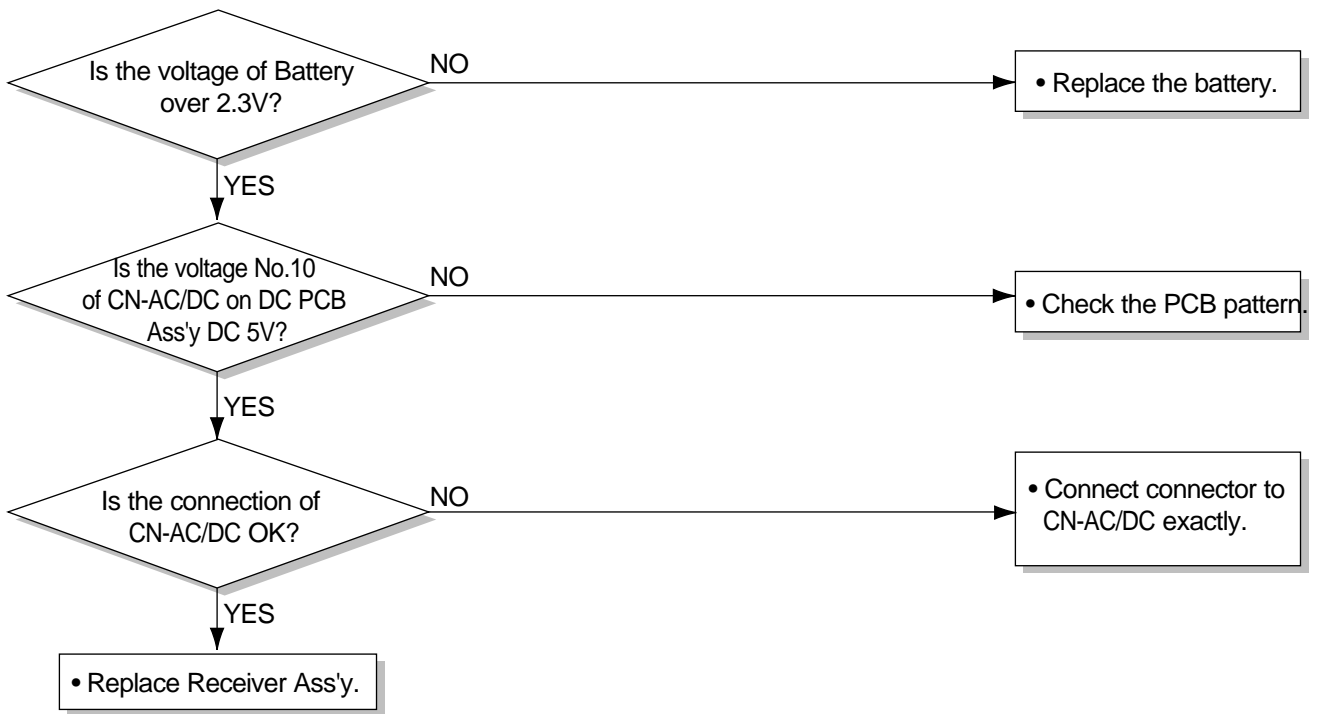 Is the voltage of Battery
over 2.3V?
NO
• Replace the battery.
YES
Is the voltage No.10
of CN-AC/DC on DC PCB
Ass'y DC 5V?
NO
• Check the PCB pattern.
YES
Is the connection of
CN-AC/DC OK?
NO
• Connect connector to
CN-AC/DC exactly.
YES
• Replace Receiver Ass'y.